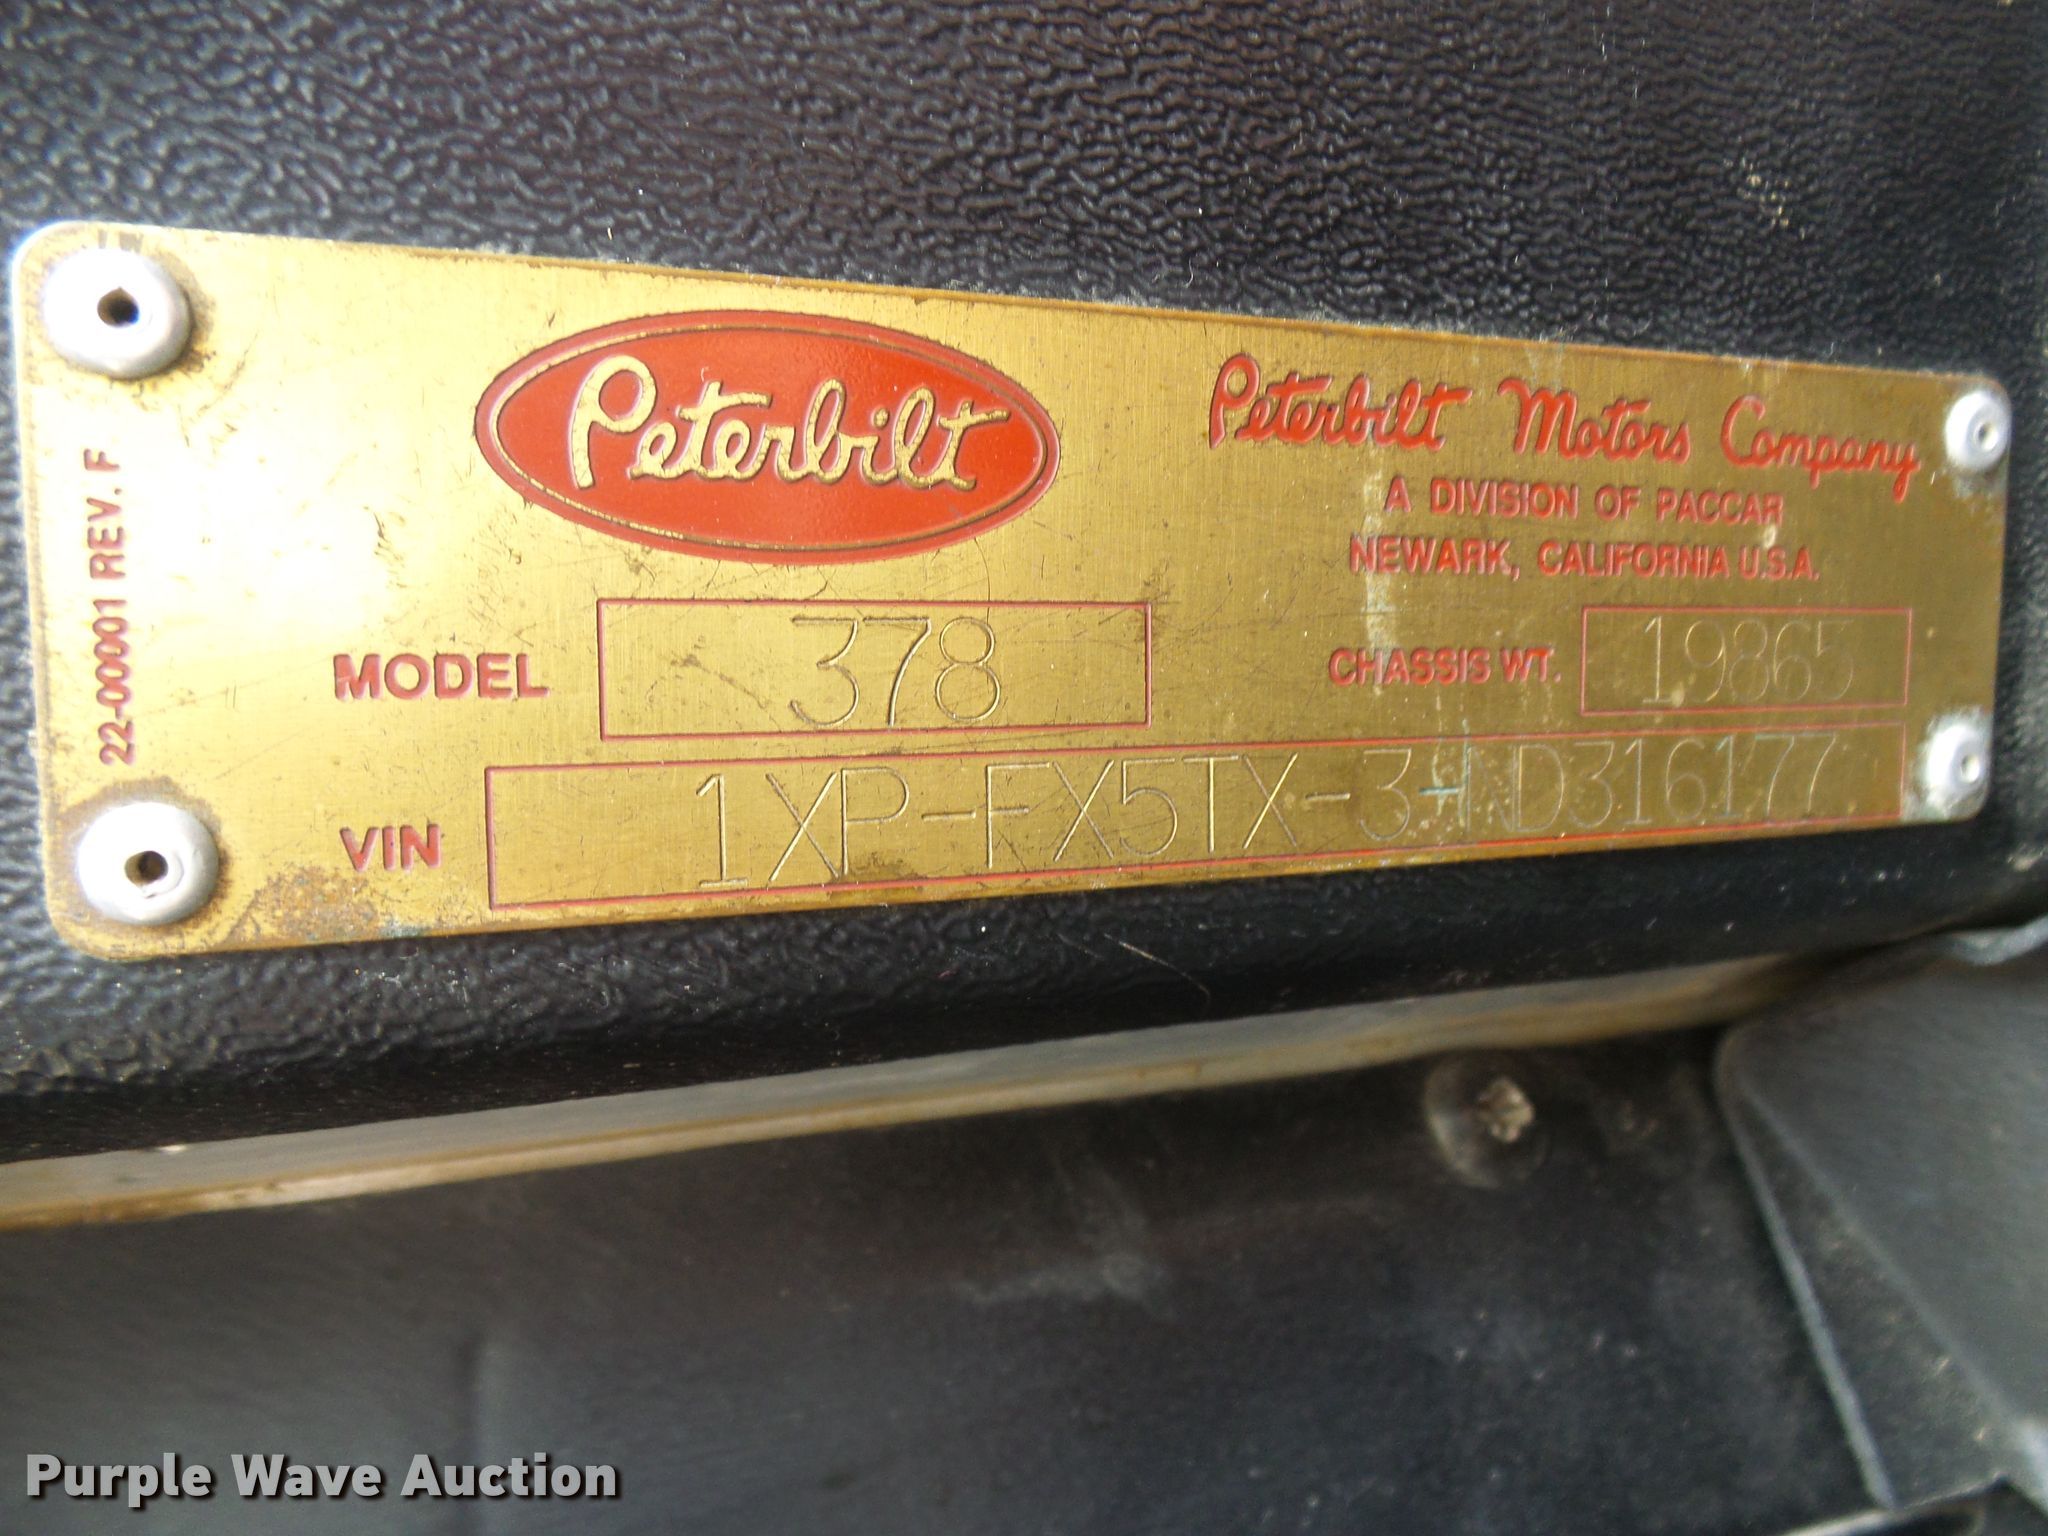 22-00001 REV. F
Peterbilt
Peterbilt Motors Company
A DIVISION OF PACCAR
NEWARK, CALIFORNIA U.S.A.
MODEL 378
CHASSIS WT. 19865
VIN 1XP-FX5TX-3-ND316177
Purple Wave Auction